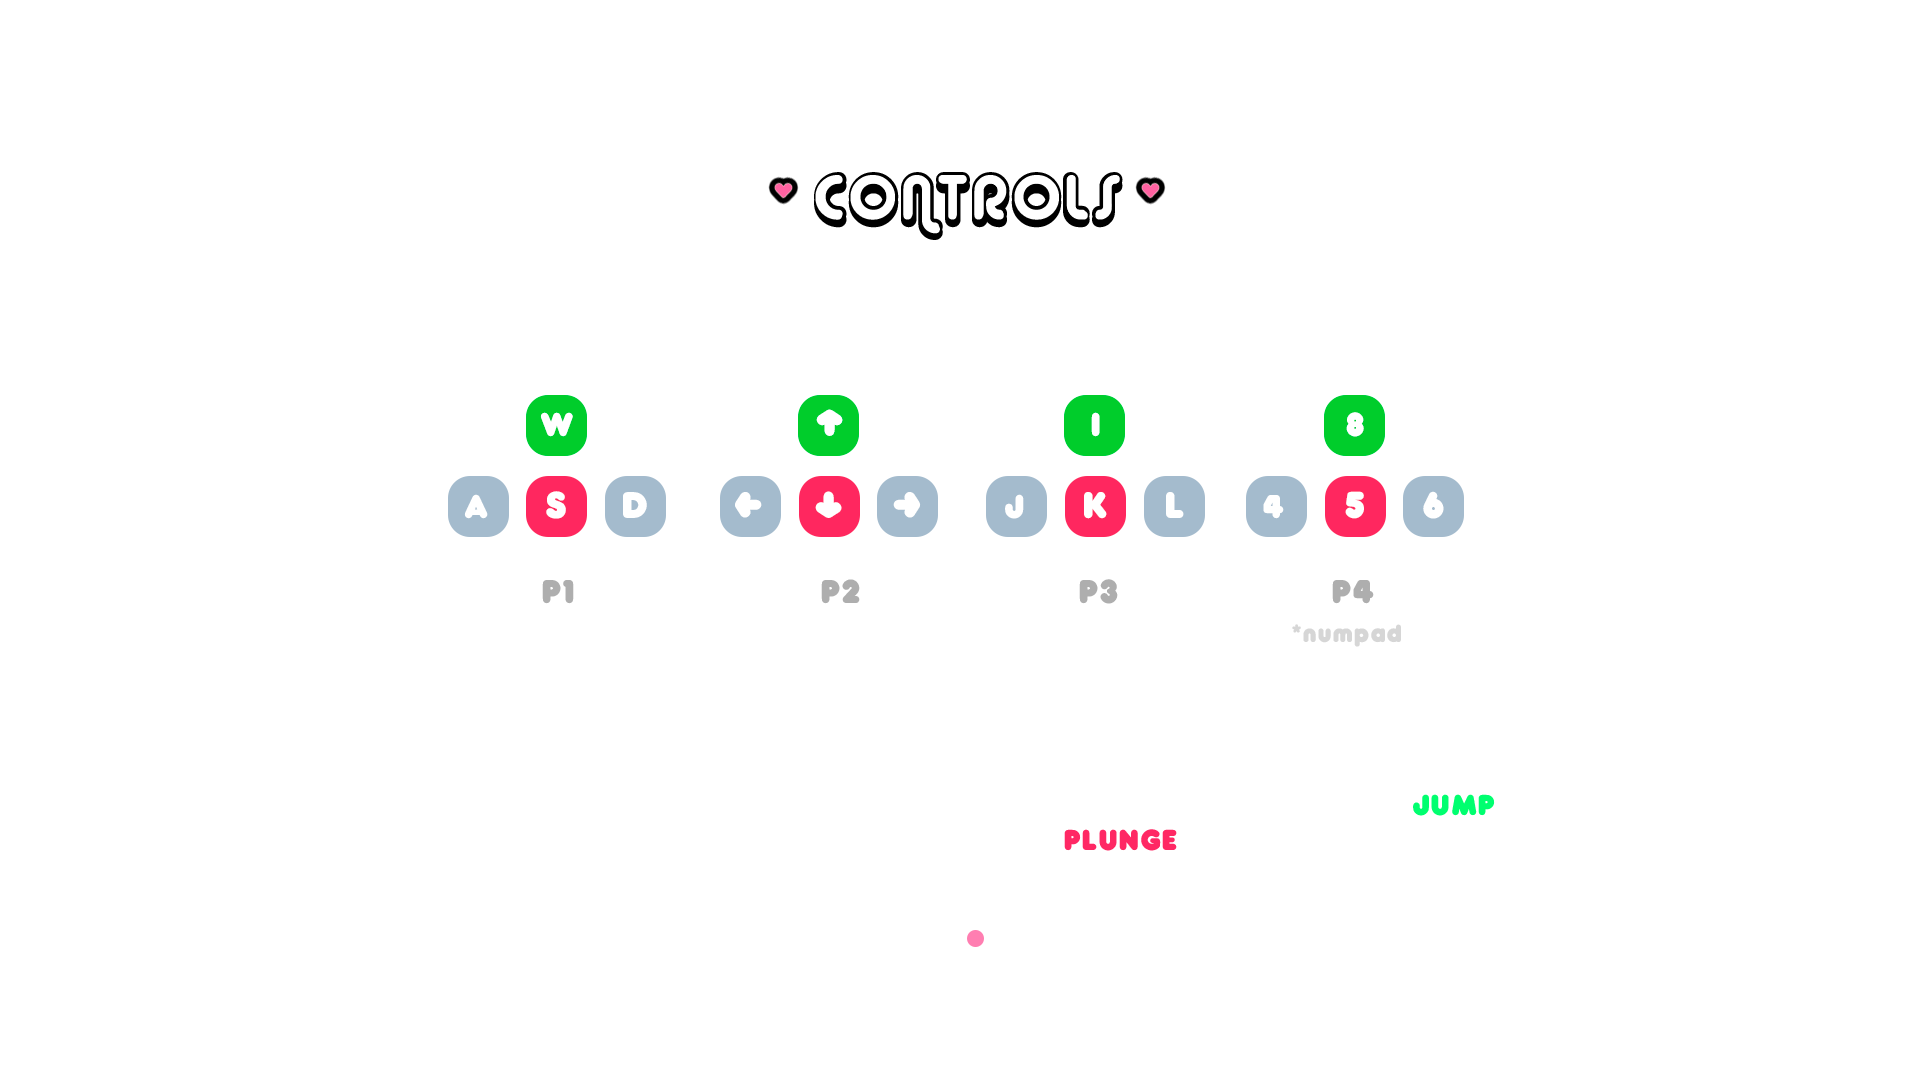 CONTROLS
W ↑ I 8
A S D ← ↓ → J K L 4 5 6
P1 P2 P3 P4
*numpad
JUMP
PLUNGE